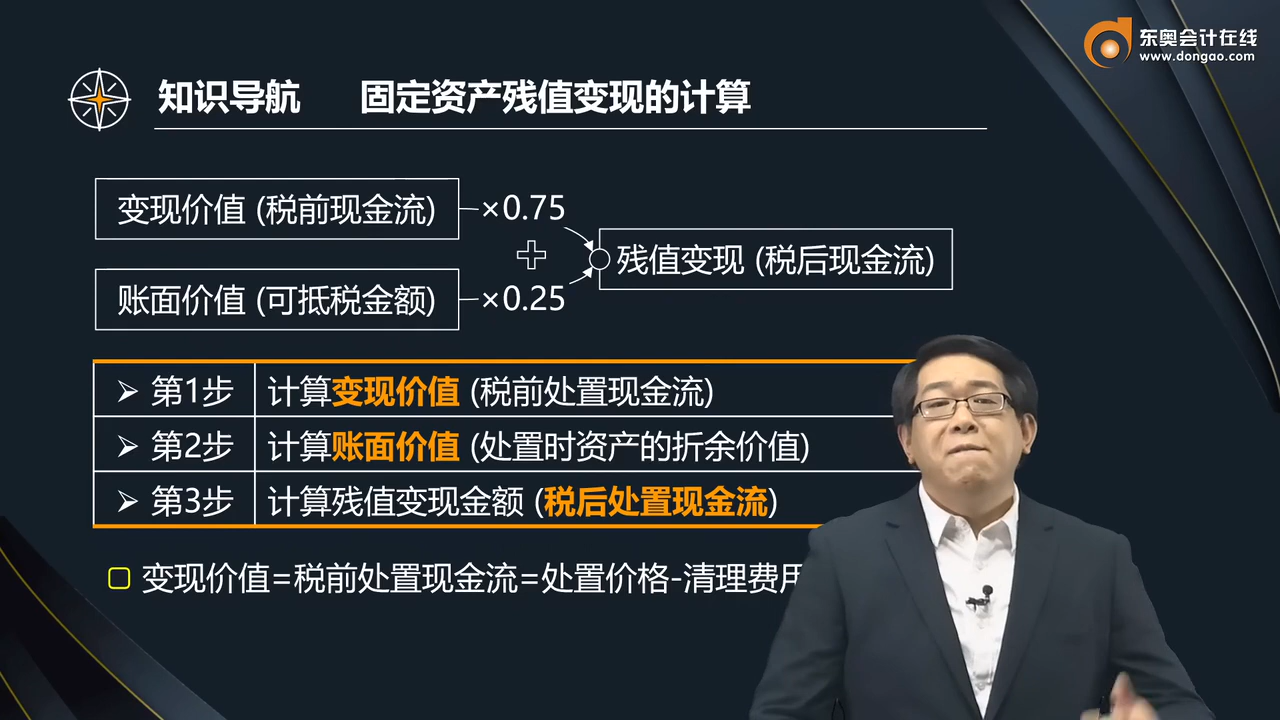 东奥会计在线
www.dongao.com
知识导航 固定资产残值变现的计算
变现价值 (税前现金流) ×0.75
残值变现 (税后现金流)
账面价值 (可抵税金额) ×0.25
➢ 第1步 计算变现价值 (税前处置现金流)
➢ 第2步 计算账面价值 (处置时资产的折余价值)
➢ 第3步 计算残值变现金额 (税后处置现金流)
变现价值=税前处置现金流=处置价格-清理费用